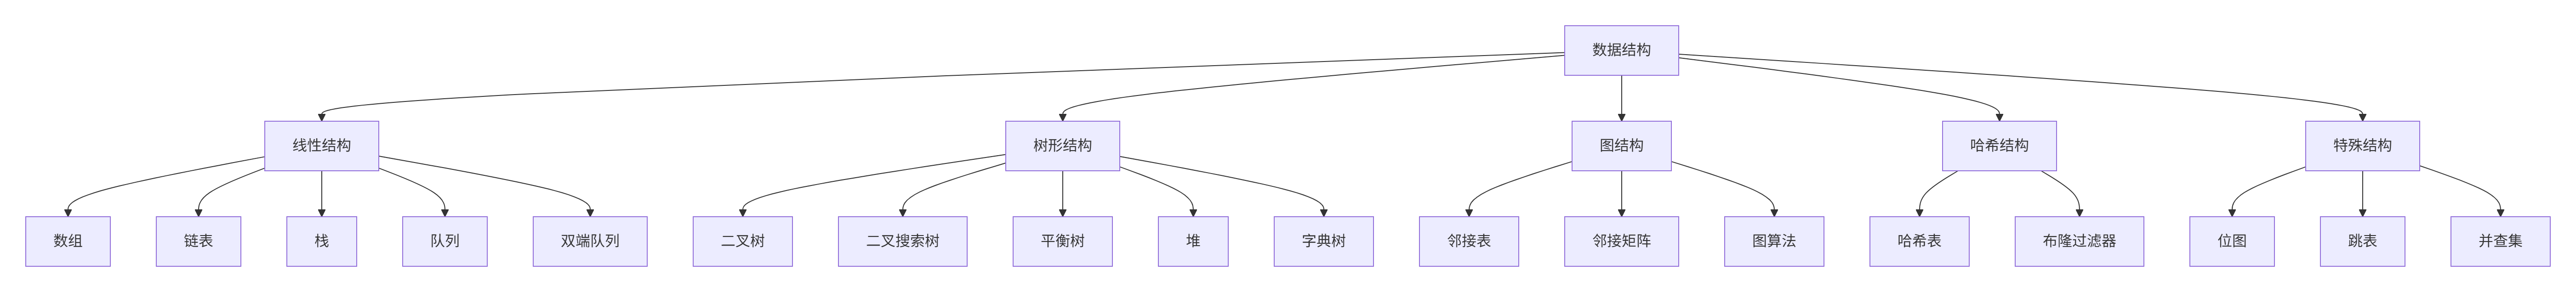 数据结构
线性结构
树形结构
图结构
哈希结构
特殊结构
数组
链表
栈
队列
双端队列
二叉树
二叉搜索树
平衡树
堆
字典树
邻接表
邻接矩阵
图算法
哈希表
布隆过滤器
位图
跳表
并查集